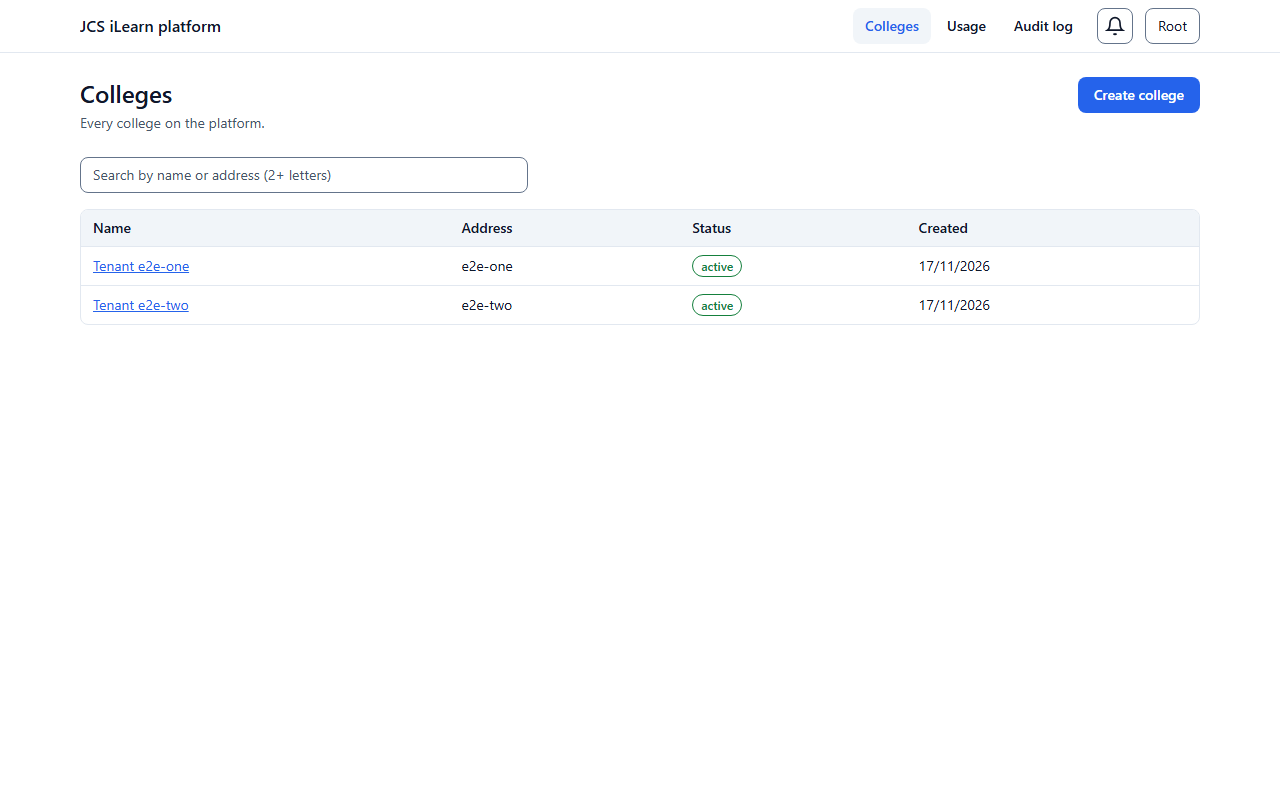 JCS iLearn platform Colleges Usage Audit log Root
Colleges Create college
Every college on the platform.
Search by name or address (2+ letters)
Name Address Status Created
Tenant e2e-one e2e-one active 17/11/2026
Tenant e2e-two e2e-two active 17/11/2026